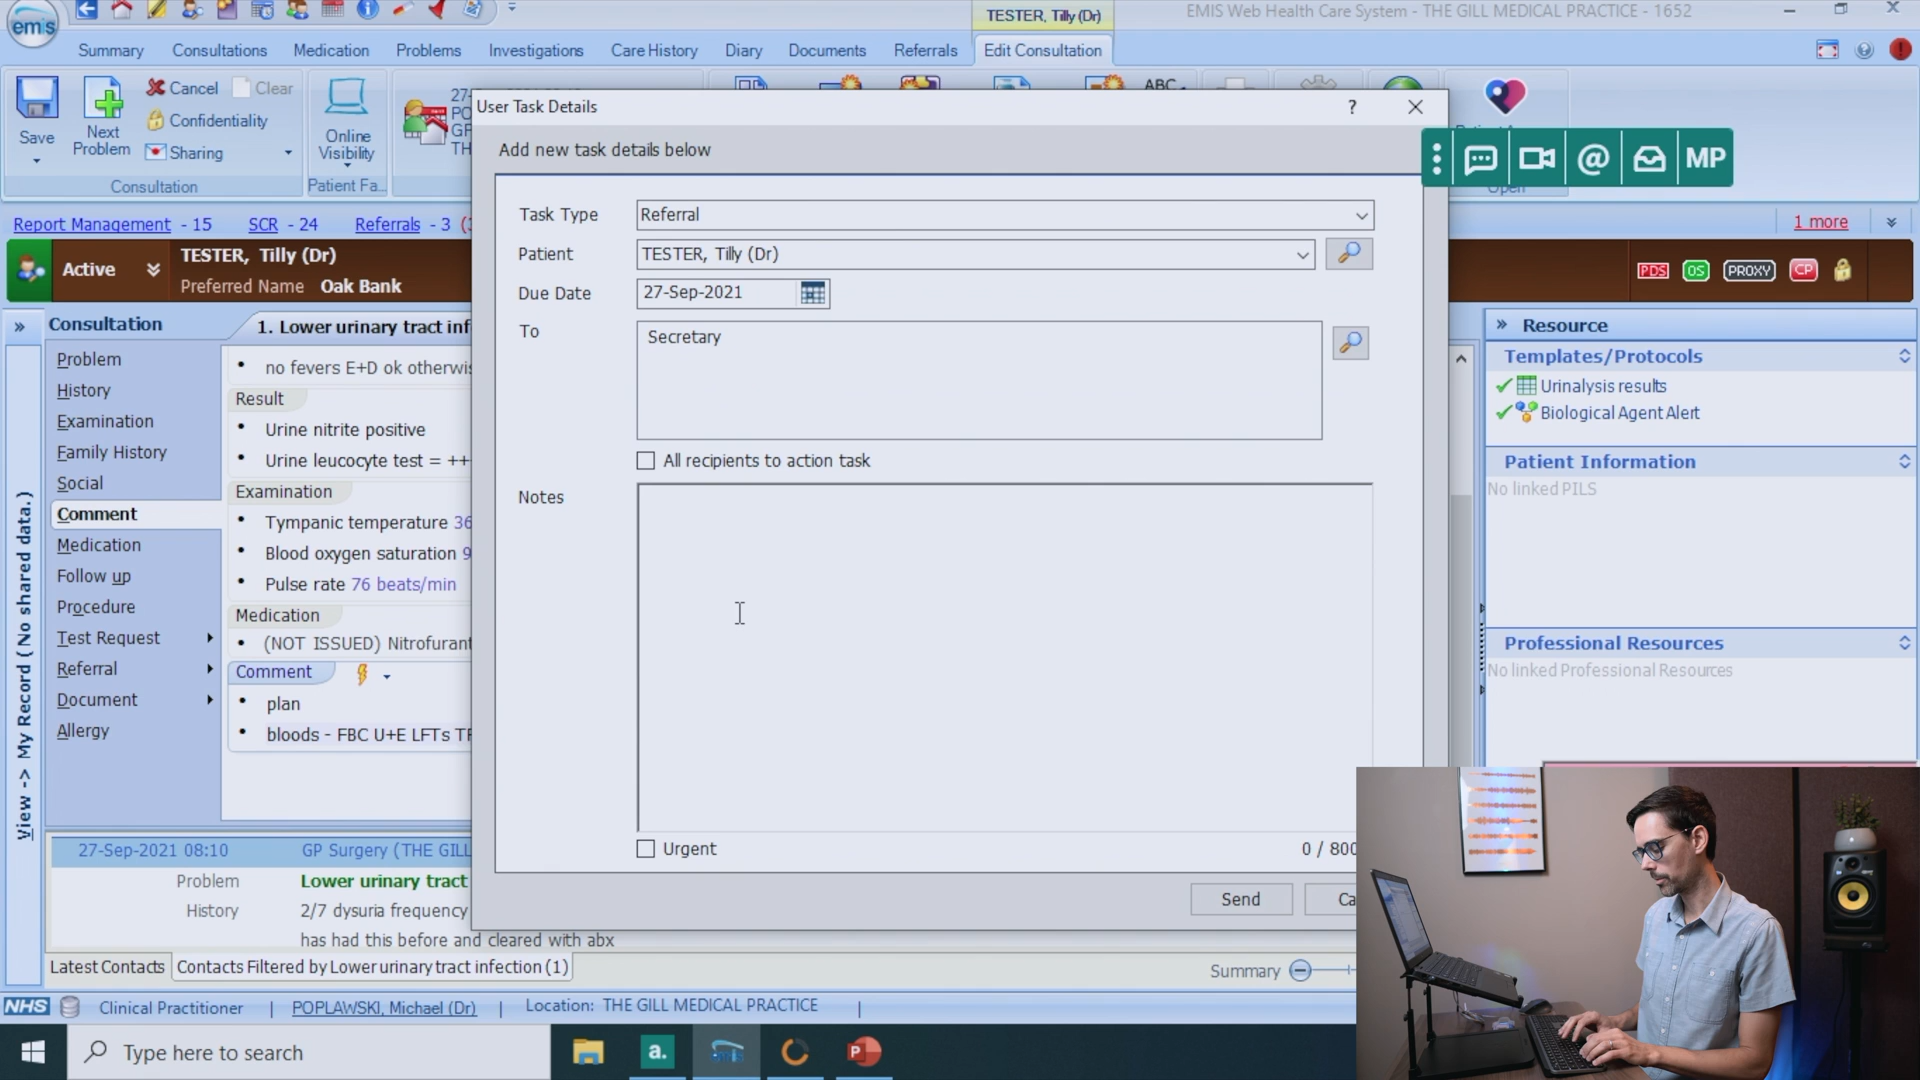 emis
TESTER, Tilly (Dr)
EMIS Web Health Care System - THE GILL MEDICAL PRACTICE - 1652
Summary
Consultations
Medication
Problems
Investigations
Care History
Diary
Documents
Referrals
Edit Consultation
Save
Next Problem
Cancel
Clear
Confidentiality
Sharing
Consultation
Online Visibility
Patient Fa...
27-
PO
GP
TH
ABC
User Task Details
?
Add new task details below
MP
Open
Report Management - 15
SCR - 24
Referrals - 3
1 more
Active
TESTER, Tilly (Dr)
Preferred Name Oak Bank
PDS
OS
PROXY
CP
Task Type
Referral
Patient
TESTER, Tilly (Dr)
Due Date
27-Sep-2021
To
Secretary
All recipients to action task
Notes
Urgent
0 / 800
Send
Ca
View -> My Record ( No shared data.)
Consultation
Problem
History
Examination
Family History
Social
Comment
Medication
Follow up
Procedure
Test Request
Referral
Document
Allergy
1. Lower urinary tract inf
no fevers E+D ok otherwis
Result
Urine nitrite positive
Urine leucocyte test = ++
Examination
Tympanic temperature 36
Blood oxygen saturation 9
Pulse rate 76 beats/min
Medication
(NOT ISSUED) Nitrofurant
Comment
plan
bloods - FBC U+E LFTs TF
Resource
Templates/Protocols
Urinalysis results
Biological Agent Alert
Patient Information
No linked PILS
Professional Resources
No linked Professional Resources
27-Sep-2021 08:10
GP Surgery (THE GILL
Problem
Lower urinary tract
History
2/7 dysuria frequency
has had this before and cleared with abx
Latest Contacts
Contacts Filtered by Lower urinary tract infection (1)
Summary
NHS
Clinical Practitioner
POPLAWSKI, Michael (Dr)
Location: THE GILL MEDICAL PRACTICE
Type here to search
a.
emis
P